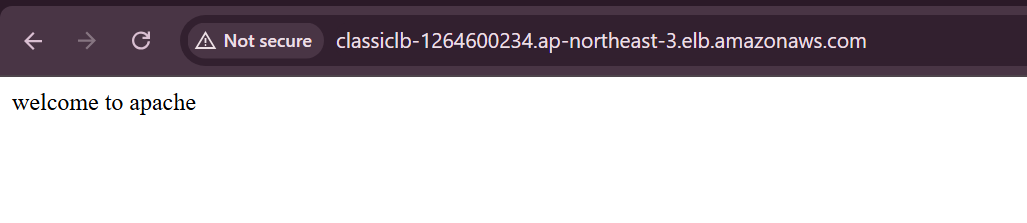 Not secure classiclb-1264600234.ap-northeast-3.elb.amazonaws.com
welcome to apache